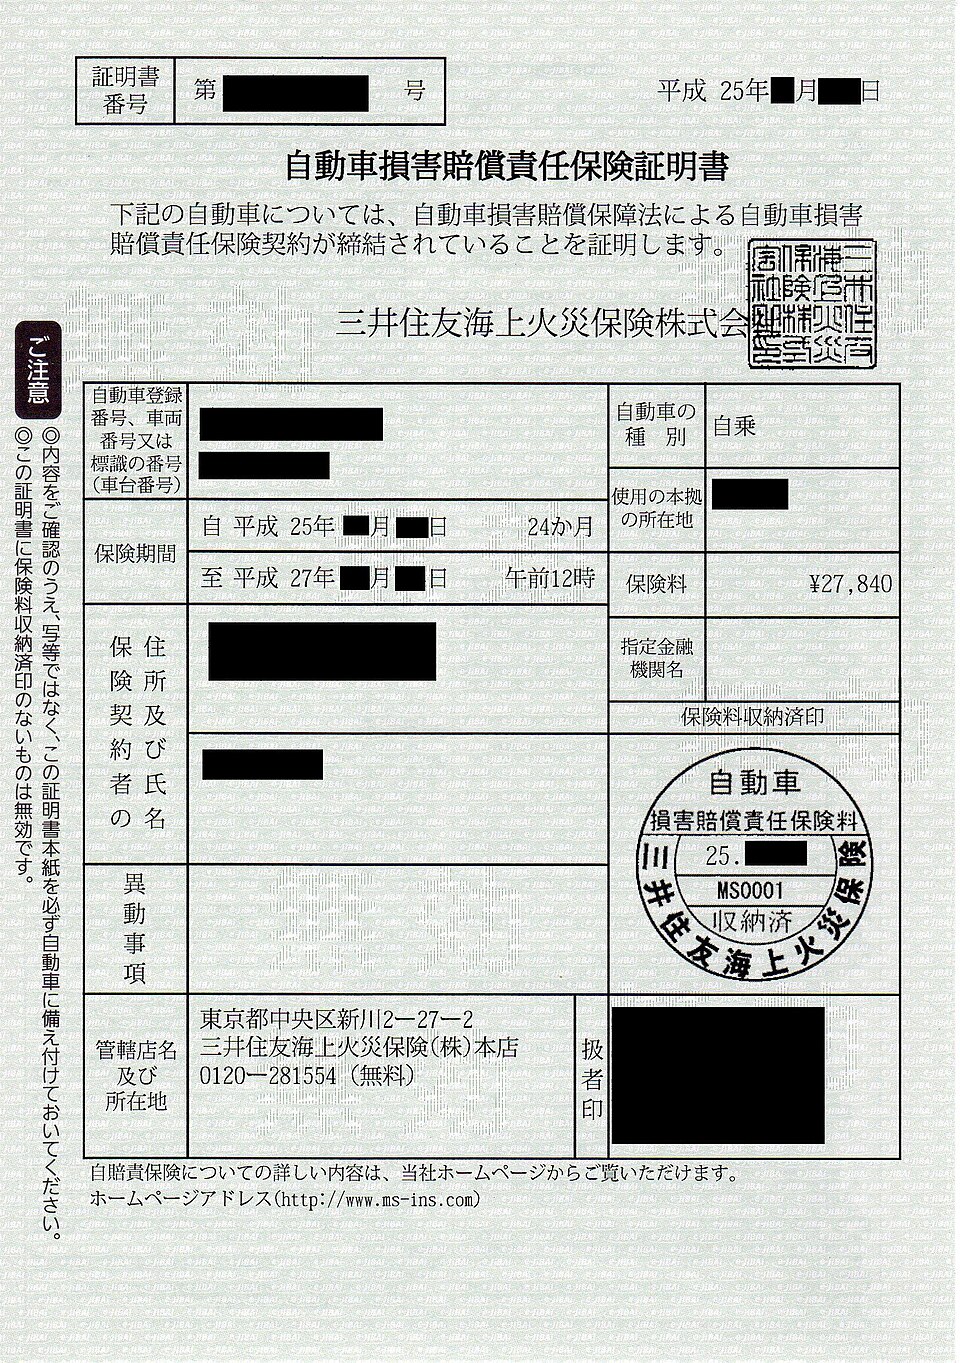 証明書
番号
第
号
平成 25年 月 日
自動車損害賠償責任保険証明書
下記の自動車については、自動車損害賠償保障法による自動車損害
賠償責任保険契約が締結されていることを証明します。
三井住友海上火災保険株式会
三井住友
海上火災
保険株式
会社之印
ご注意
◎内容をご確認のうえ、写等ではなく、この証明書本紙を必ず自動車に備え付けておいてください。
◎この証明書に保険料収納済印のないものは無効です。
自動車登録
番号、車両
番号又は
標識の番号
(車台番号)
自動車の
種 別
自乗
使用の本拠
の所在地
保険期間
自 平成 25年 月 日 24か月
至 平成 27年 月 日 午前12時
保険料
¥27,840
指定金融
機関名
保険契約者の
住所及び氏名
保険料収納済印
自動車
損害賠償責任保険料
25.
MS0001
収納済
三井住友海上火災保険
異動事項
管轄店名
及び
所在地
東京都中央区新川2ー27ー2
三井住友海上火災保険(株)本店
0120ー281554 (無料)
扱者印
自賠責保険についての詳しい内容は、当社ホームページからご覧いただけます。
ホームページアドレス(http://www.ms-ins.com)